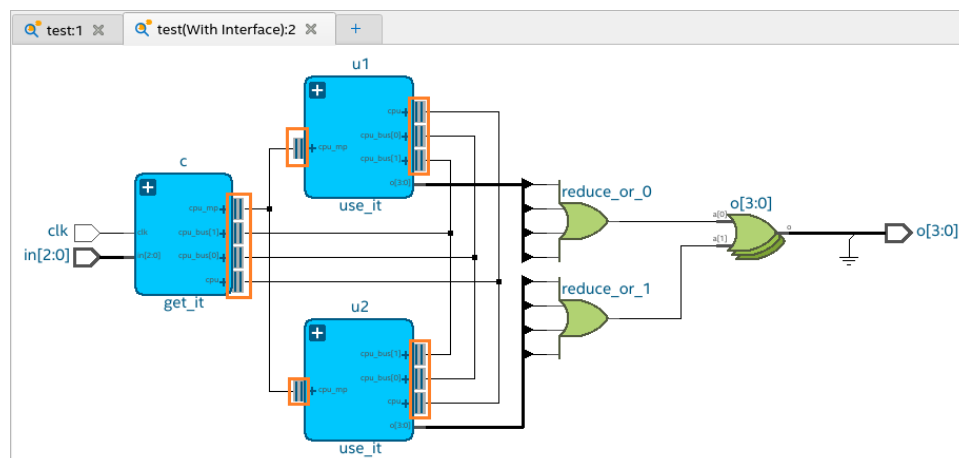 test:1
test(With Interface):2
+
u1
cpu
cpu_bus[0]
cpu_mp
cpu_bus[1]
o[3:0]
use_it
c
cpu_mp
clk
clk
cpu_bus[1]
in[2:0]
in[2:0]
cpu_bus[0]
cpu
get_it
reduce_or_0
o[3:0]
a[0]
a[1]
o
o[3:0]
reduce_or_1
u2
cpu_bus[1]
cpu_bus[0]
cpu_mp
cpu
o[3:0]
use_it